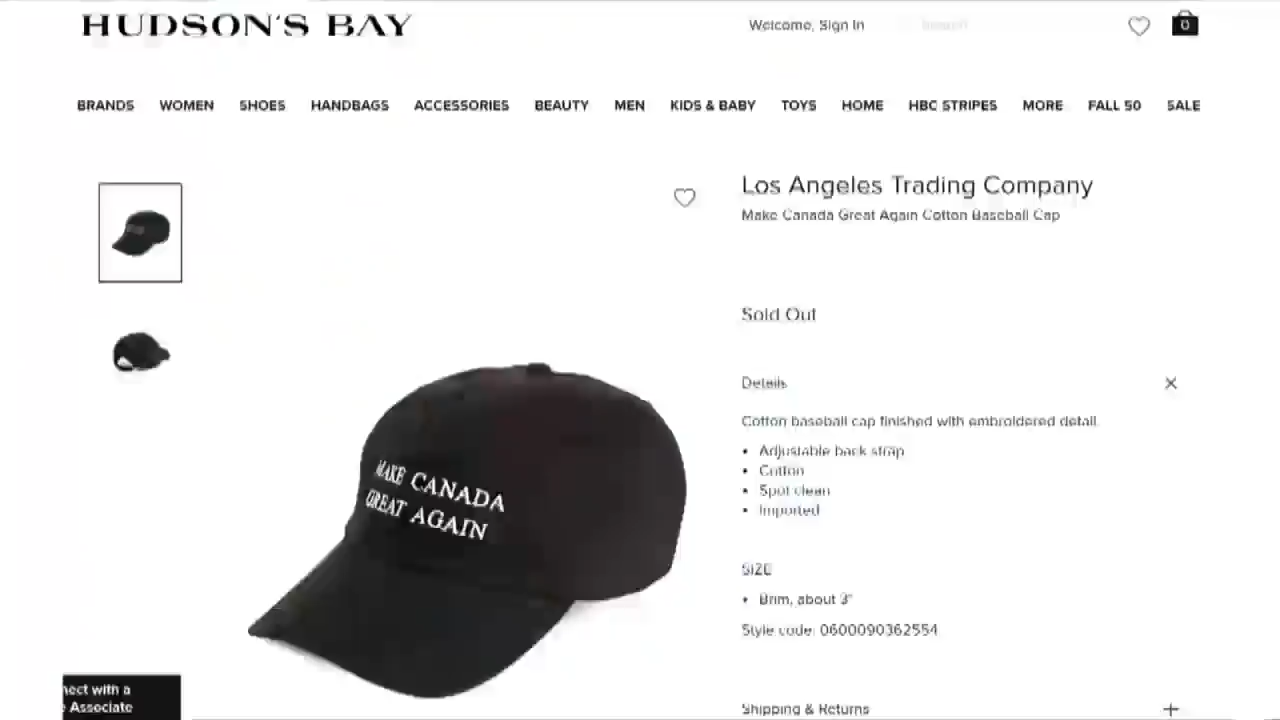 HUDSON'S BAY
Welcome, Sign In
Search
0
BRANDS WOMEN SHOES HANDBAGS ACCESSORIES BEAUTY MEN KIDS & BABY TOYS HOME HBC STRIPES MORE FALL 50 SALE
Los Angeles Trading Company
Make Canada Great Again Cotton Baseball Cap
Sold Out
Details
Cotton baseball cap finished with embroidered detail
• Adjustable back strap
• Cotton
• Spot clean
• Imported
MAKE CANADA
GREAT AGAIN
SIZE
• Brim, about 3"
Style code: 0600090362554
nect with a
Associate
Shipping & Returns